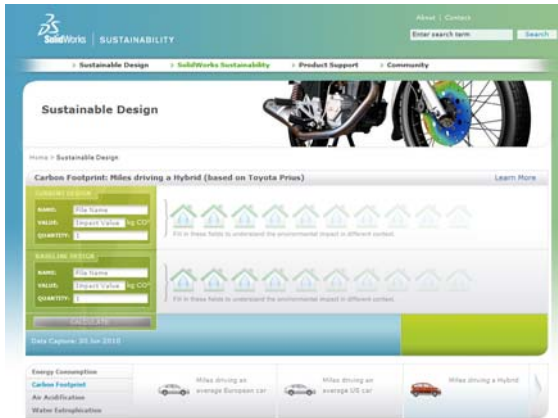 About | Contact
SolidWorks | SUSTAINABILITY
Enter search term Search
> Sustainable Design > SolidWorks Sustainability > Product Support > Community
Sustainable Design
Home > Sustainable Design
Carbon Footprint: Miles driving a Hybrid (based on Toyota Prius) Learn More
CURRENT DESIGN
NAME: File Name
VALUE: Impact Value kg CO²
QUANTITY: 1
Fill in these fields to understand the environmental impact in different context.
BASELINE DESIGN
NAME: File Name
VALUE: Impact Value kg CO²
QUANTITY: 1
Fill in these fields to understand the environmental impact in different context.
CALCULATE
Data Capture: 30 Jun 2010
Energy Consumption
Carbon Footprint
Air Acidification
Water Eutrophication
Miles driving an
average European car
Miles driving an
average US car
Miles driving a Hybrid